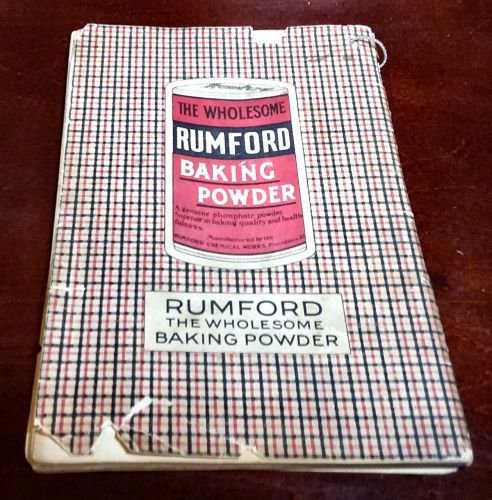 THE WHOLESOME
RUMFORD
BAKING
POWDER
A genuine phosphate powder
Superior in baking quality and health-
fulness.
Manufactured by the
RUMFORD CHEMICAL WORKS, Providence, R.I.
RUMFORD
THE WHOLESOME
BAKING POWDER